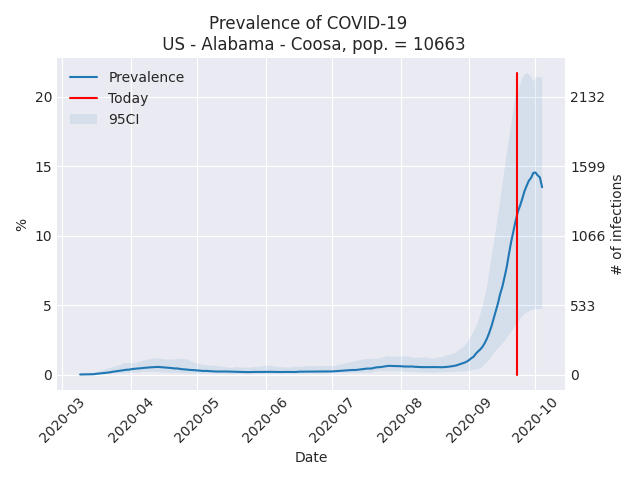 Prevalence of COVID-19
US - Alabama - Coosa, pop. = 10663
Prevalence
Today
95CI
20
15
10
5
0
%
2132
1599
1066
533
0
# of infections
2020-03
2020-04
2020-05
2020-06
2020-07
2020-08
2020-09
2020-10
Date